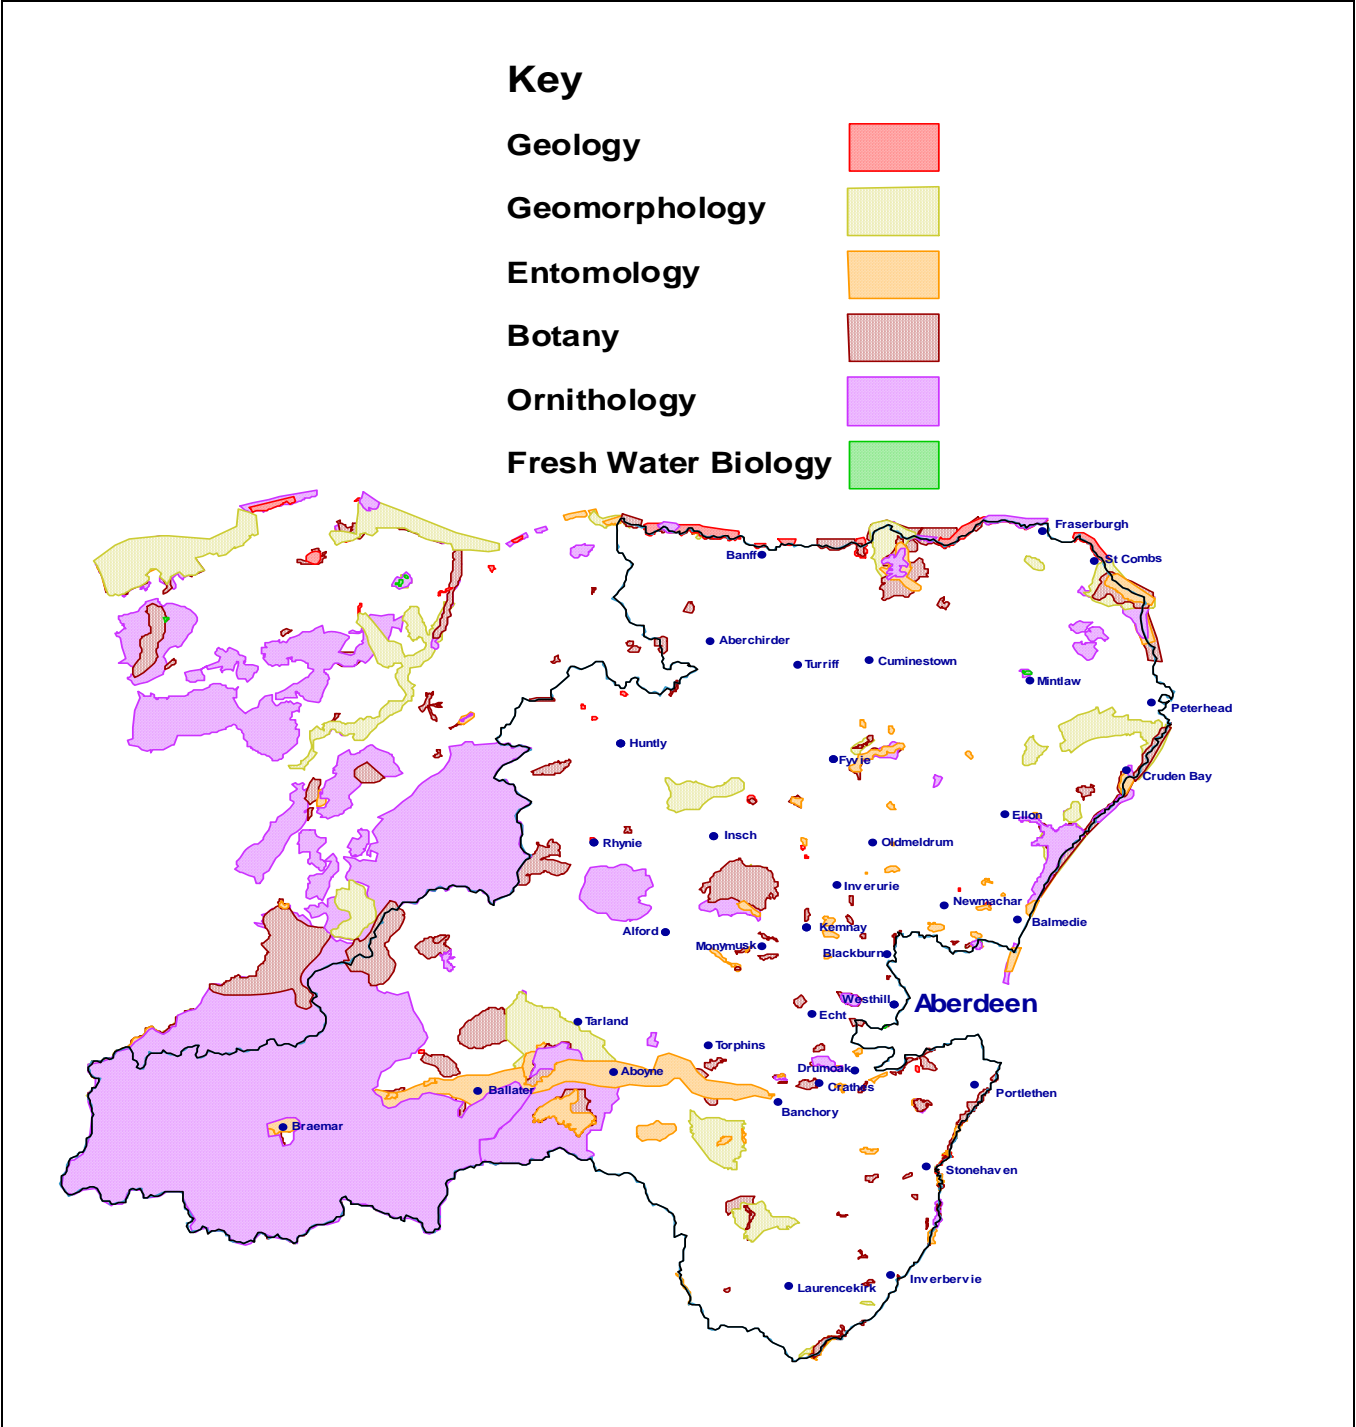 Key
Geology
Geomorphology
Entomology
Botany
Ornithology
Fresh Water Biology
Fraserburgh
Banff
St Combs
Aberchirder
Turriff
Cuminestown
Mintlaw
Peterhead
Huntly
Fyvie
Cruden Bay
Ellon
Insch
Rhynie
Oldmeldrum
Inverurie
Newmachar
Balmedie
Kemnay
Alford
Monymusk
Blackburn
Westhill
Aberdeen
Echt
Tarland
Torphins
Drumoak
Aboyne
Crathes
Ballater
Portlethen
Banchory
Braemar
Stonehaven
Inverbervie
Laurencekirk